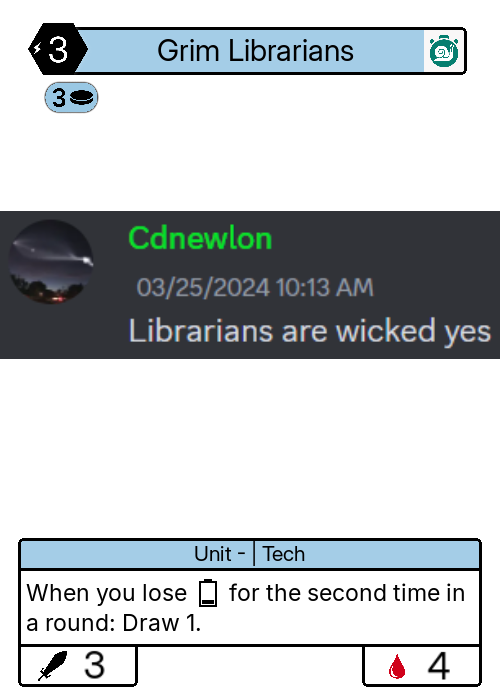 3
Grim Librarians
3
Cdnewlon
03/25/2024 10:13 AM
Librarians are wicked yes
Unit - | Tech
When you lose for the second time in
a round: Draw 1.
3
4